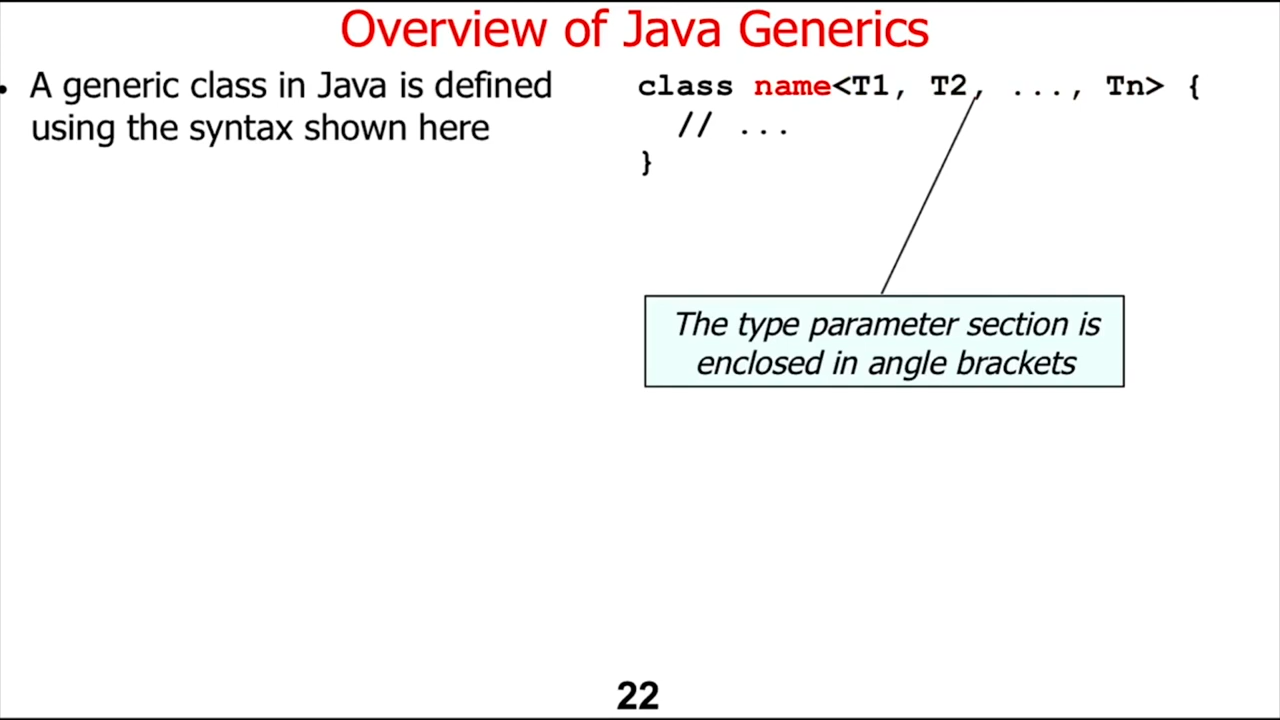 Overview of Java Generics
• A generic class in Java is defined
using the syntax shown here
class name<T1, T2, ..., Tn> {
// ...
}
The type parameter section is
enclosed in angle brackets
22